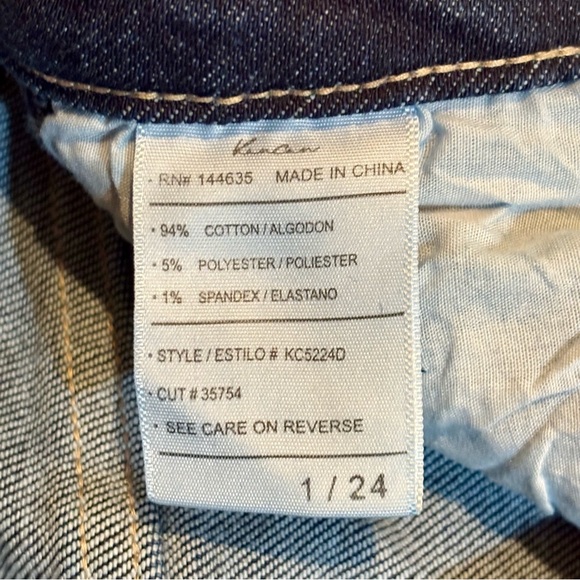 KanCan
- RN# 144635 MADE IN CHINA
• 94% COTTON / ALGODON
• 5% POLYESTER / POLIESTER
• 1% SPANDEX / ELASTANO
• STYLE / ESTILO # KC5224D
• CUT # 35754
• SEE CARE ON REVERSE
1 / 24